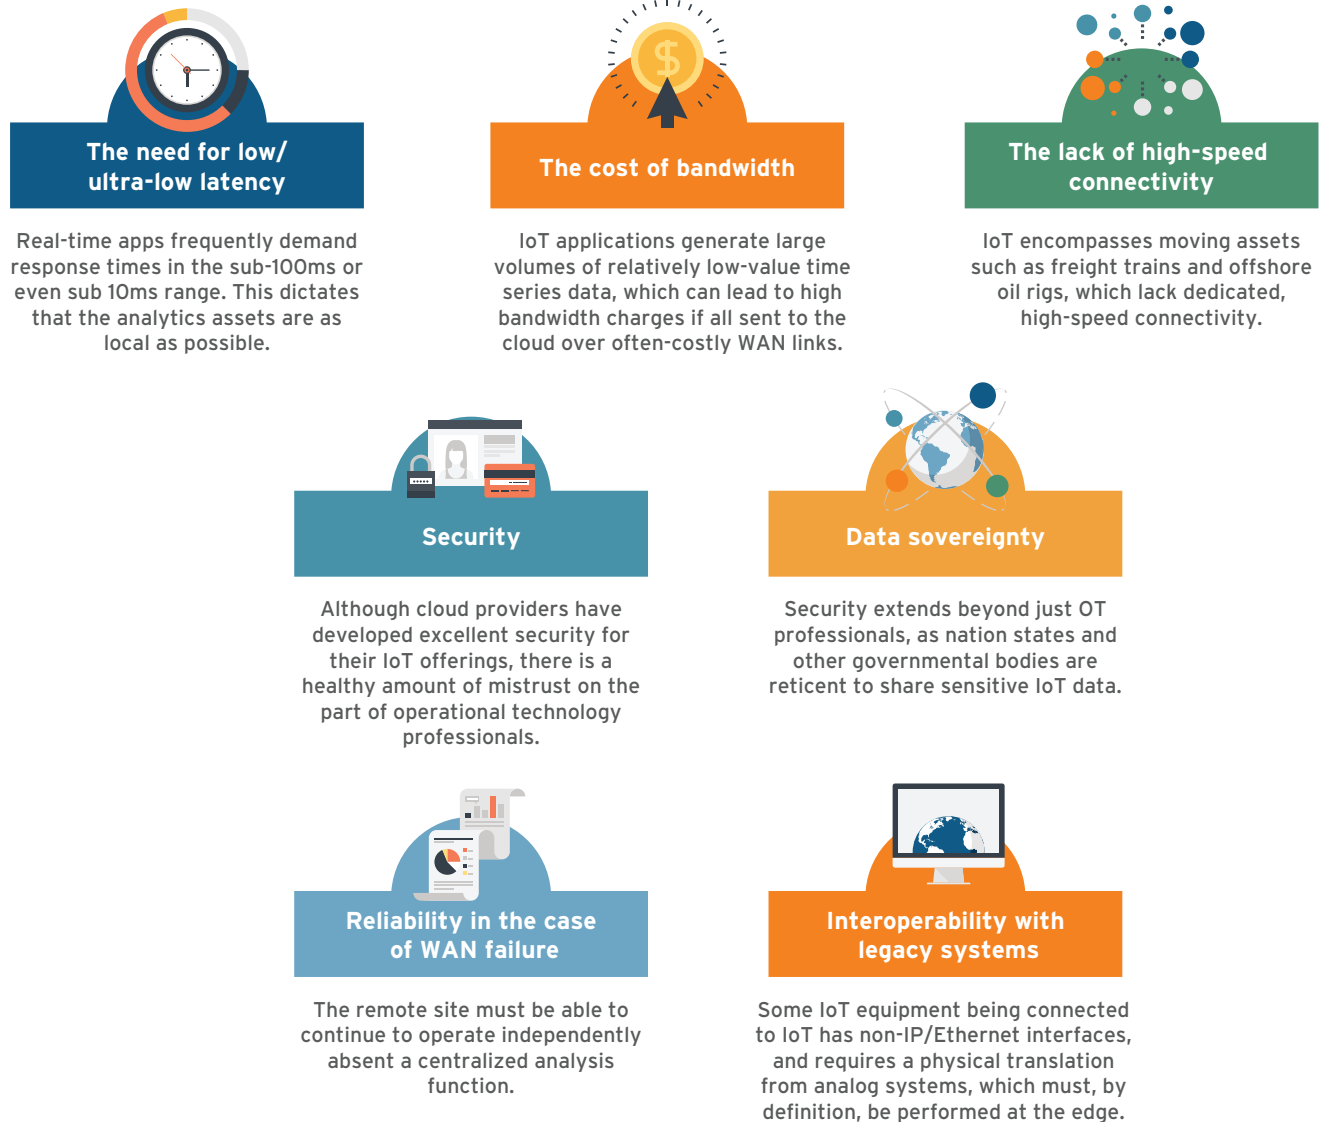 The need for low/
ultra-low latency
Real-time apps frequently demand
response times in the sub-100ms or
even sub 10ms range. This dictates
that the analytics assets are as
local as possible.
$
The cost of bandwidth
IoT applications generate large
volumes of relatively low-value time
series data, which can lead to high
bandwidth charges if all sent to the
cloud over often-costly WAN links.
The lack of high-speed
connectivity
IoT encompasses moving assets
such as freight trains and offshore
oil rigs, which lack dedicated,
high-speed connectivity.
Security
Although cloud providers have
developed excellent security for
their IoT offerings, there is a
healthy amount of mistrust on the
part of operational technology
professionals.
Data sovereignty
Security extends beyond just OT
professionals, as nation states and
other governmental bodies are
reticent to share sensitive IoT data.
Reliability in the case
of WAN failure
The remote site must be able to
continue to operate independently
absent a centralized analysis
function.
Interoperability with
legacy systems
Some IoT equipment being connected
to IoT has non-IP/Ethernet interfaces,
and requires a physical translation
from analog systems, which must, by
definition, be performed at the edge.